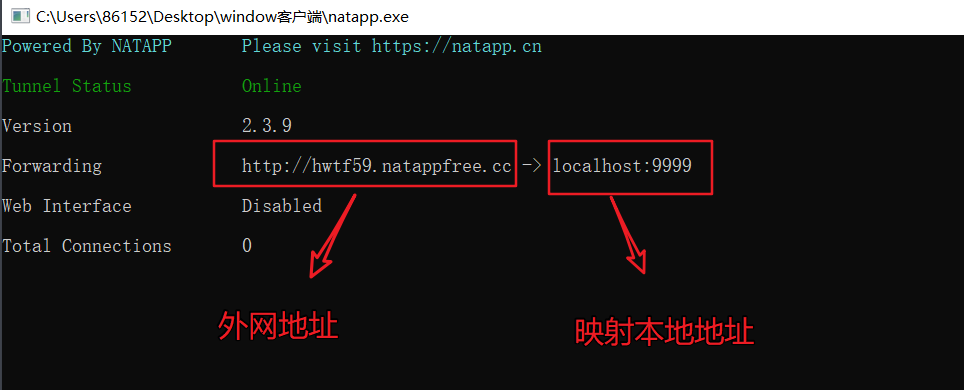 C:\Users\86152\Desktop\window客户端\natapp.exe
Powered By NATAPP Please visit https://natapp.cn
Tunnel Status Online
Version 2.3.9
Forwarding http://hwtf59.natappfree.cc -> localhost:9999
Web Interface Disabled
Total Connections 0
外网地址
映射本地地址